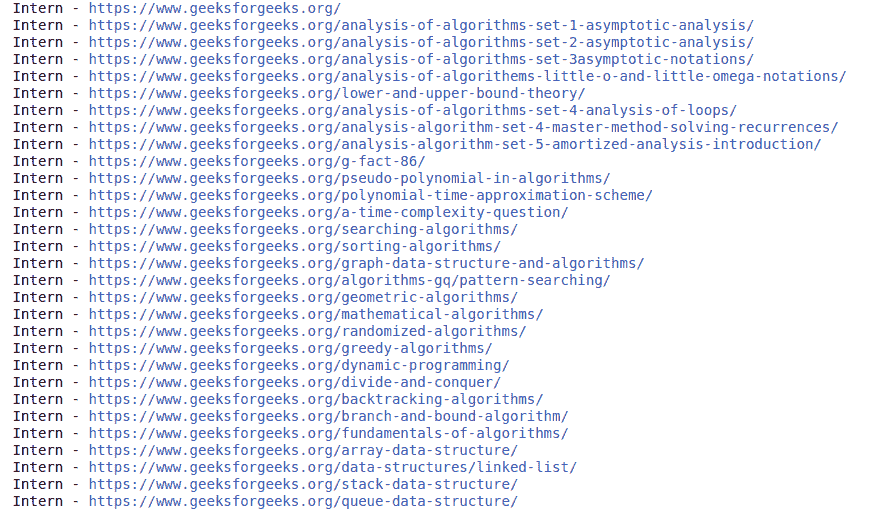 Intern - https://www.geeksforgeeks.org/
Intern - https://www.geeksforgeeks.org/analysis-of-algorithms-set-1-asymptotic-analysis/
Intern - https://www.geeksforgeeks.org/analysis-of-algorithms-set-2-asymptotic-analysis/
Intern - https://www.geeksforgeeks.org/analysis-of-algorithms-set-3asymptotic-notations/
Intern - https://www.geeksforgeeks.org/analysis-of-algorithems-little-o-and-little-omega-notations/
Intern - https://www.geeksforgeeks.org/lower-and-upper-bound-theory/
Intern - https://www.geeksforgeeks.org/analysis-of-algorithms-set-4-analysis-of-loops/
Intern - https://www.geeksforgeeks.org/analysis-algorithm-set-4-master-method-solving-recurrences/
Intern - https://www.geeksforgeeks.org/analysis-algorithm-set-5-amortized-analysis-introduction/
Intern - https://www.geeksforgeeks.org/g-fact-86/
Intern - https://www.geeksforgeeks.org/pseudo-polynomial-in-algorithms/
Intern - https://www.geeksforgeeks.org/polynomial-time-approximation-scheme/
Intern - https://www.geeksforgeeks.org/a-time-complexity-question/
Intern - https://www.geeksforgeeks.org/searching-algorithms/
Intern - https://www.geeksforgeeks.org/sorting-algorithms/
Intern - https://www.geeksforgeeks.org/graph-data-structure-and-algorithms/
Intern - https://www.geeksforgeeks.org/algorithms-gq/pattern-searching/
Intern - https://www.geeksforgeeks.org/geometric-algorithms/
Intern - https://www.geeksforgeeks.org/mathematical-algorithms/
Intern - https://www.geeksforgeeks.org/randomized-algorithms/
Intern - https://www.geeksforgeeks.org/greedy-algorithms/
Intern - https://www.geeksforgeeks.org/dynamic-programming/
Intern - https://www.geeksforgeeks.org/divide-and-conquer/
Intern - https://www.geeksforgeeks.org/backtracking-algorithms/
Intern - https://www.geeksforgeeks.org/branch-and-bound-algorithm/
Intern - https://www.geeksforgeeks.org/fundamentals-of-algorithms/
Intern - https://www.geeksforgeeks.org/array-data-structure/
Intern - https://www.geeksforgeeks.org/data-structures/linked-list/
Intern - https://www.geeksforgeeks.org/stack-data-structure/
Intern - https://www.geeksforgeeks.org/queue-data-structure/